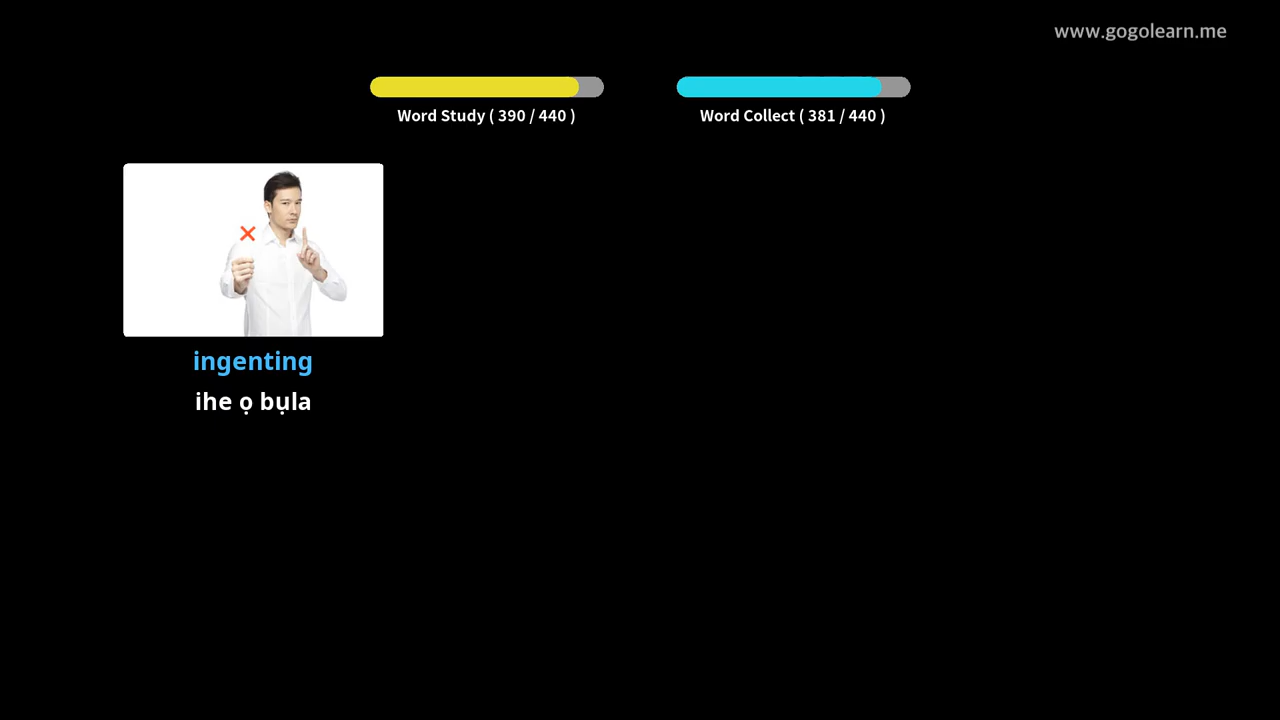 www.gogolearn.me
Word Study ( 390 / 440 )
Word Collect ( 381 / 440 )
ingenting
ihe ọ bụla